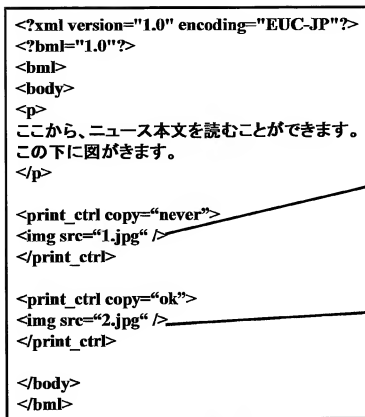 <?xml version="1.0" encoding="EUC-JP"?>
<?bml="1.0"?>
<bml>
<body>
<p>
ここから、ニュース本文を読むことができます。
この下に図がきます。
</p>
<print_ctrl copy=“never”>
<img src=“1.jpg“ />
</print_ctrl>
<print_ctrl copy=“ok”>
<img src=“2.jpg“ />
</print_ctrl>
</body>
</bml>